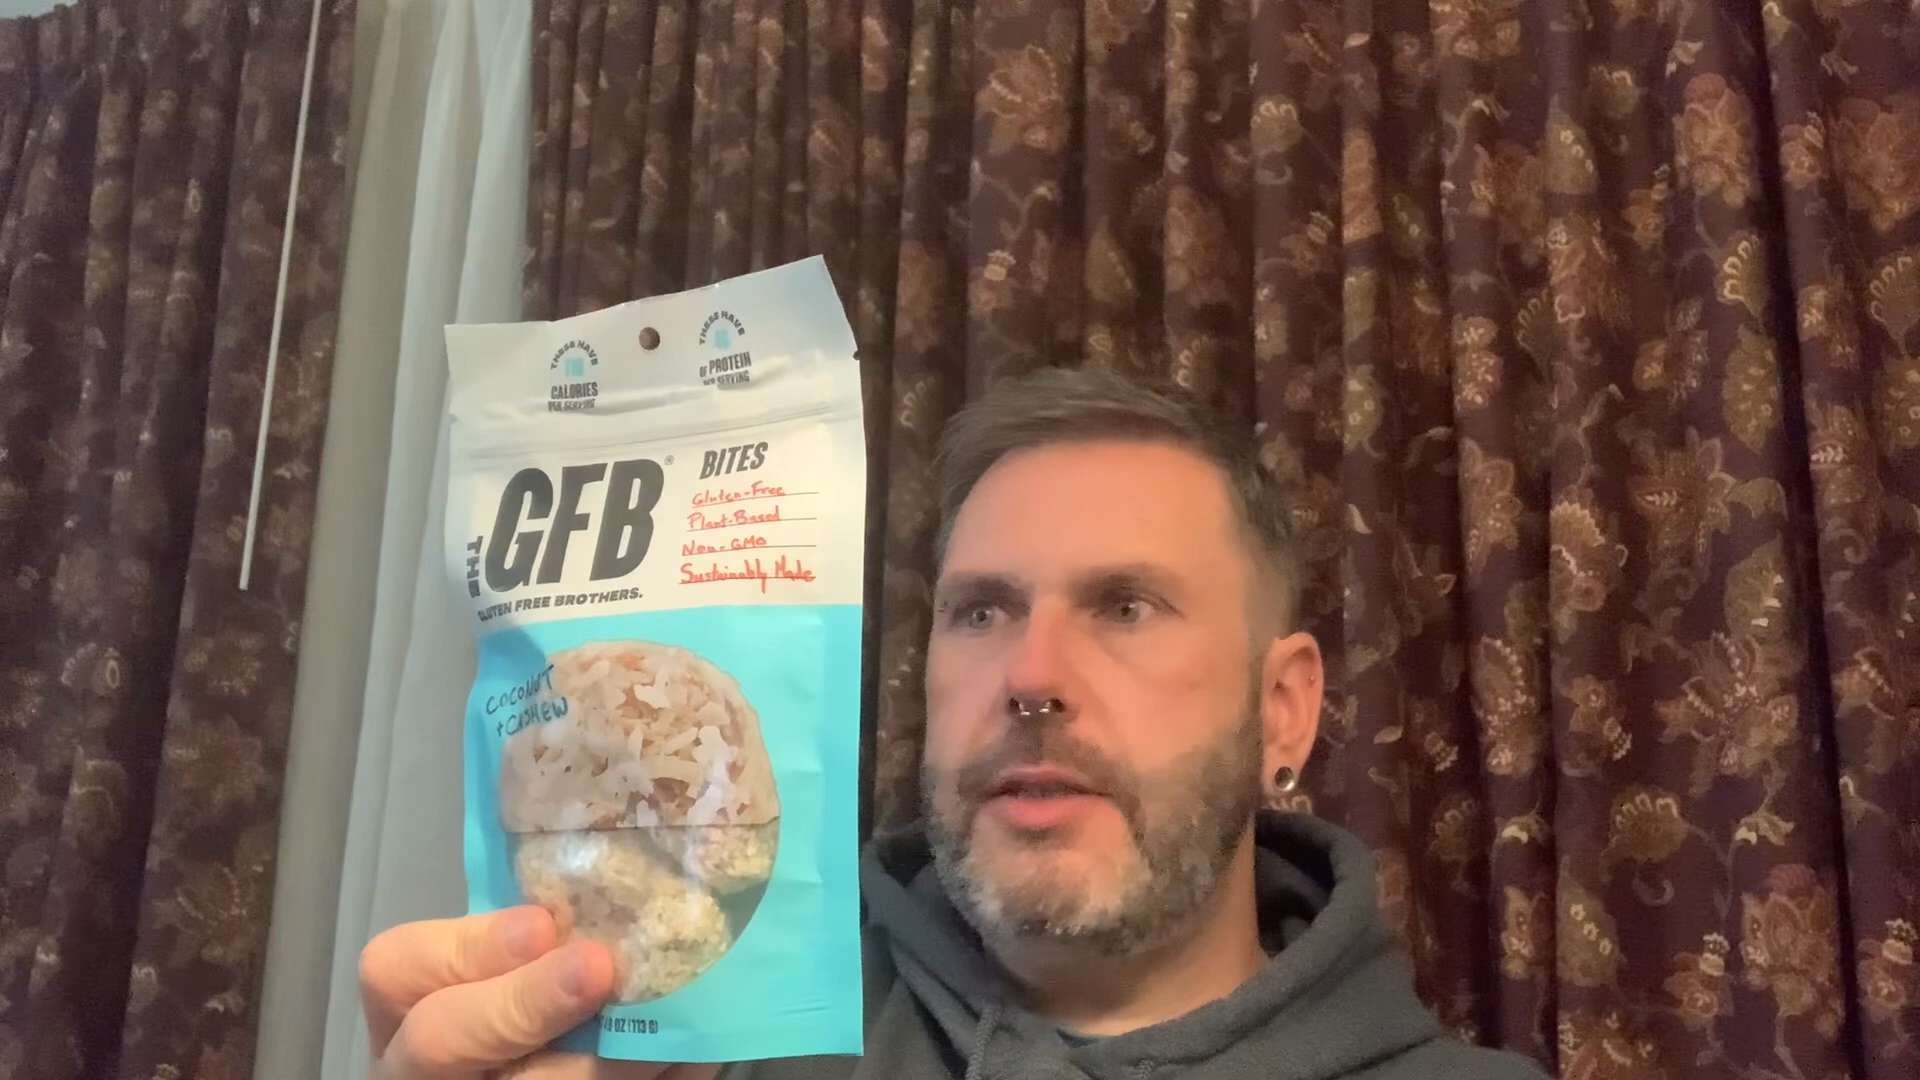 THESE HAVE
CALORIES
PER SERVING
THESE HAVE
OF PROTEIN
PER SERVING
THE GFB®
GLUTEN FREE BROTHERS.
BITES
Gluten-Free
Plant-Based
Non-GMO
Sustainably Made
COCONUT
+ CASHEW
OZ (113 G)